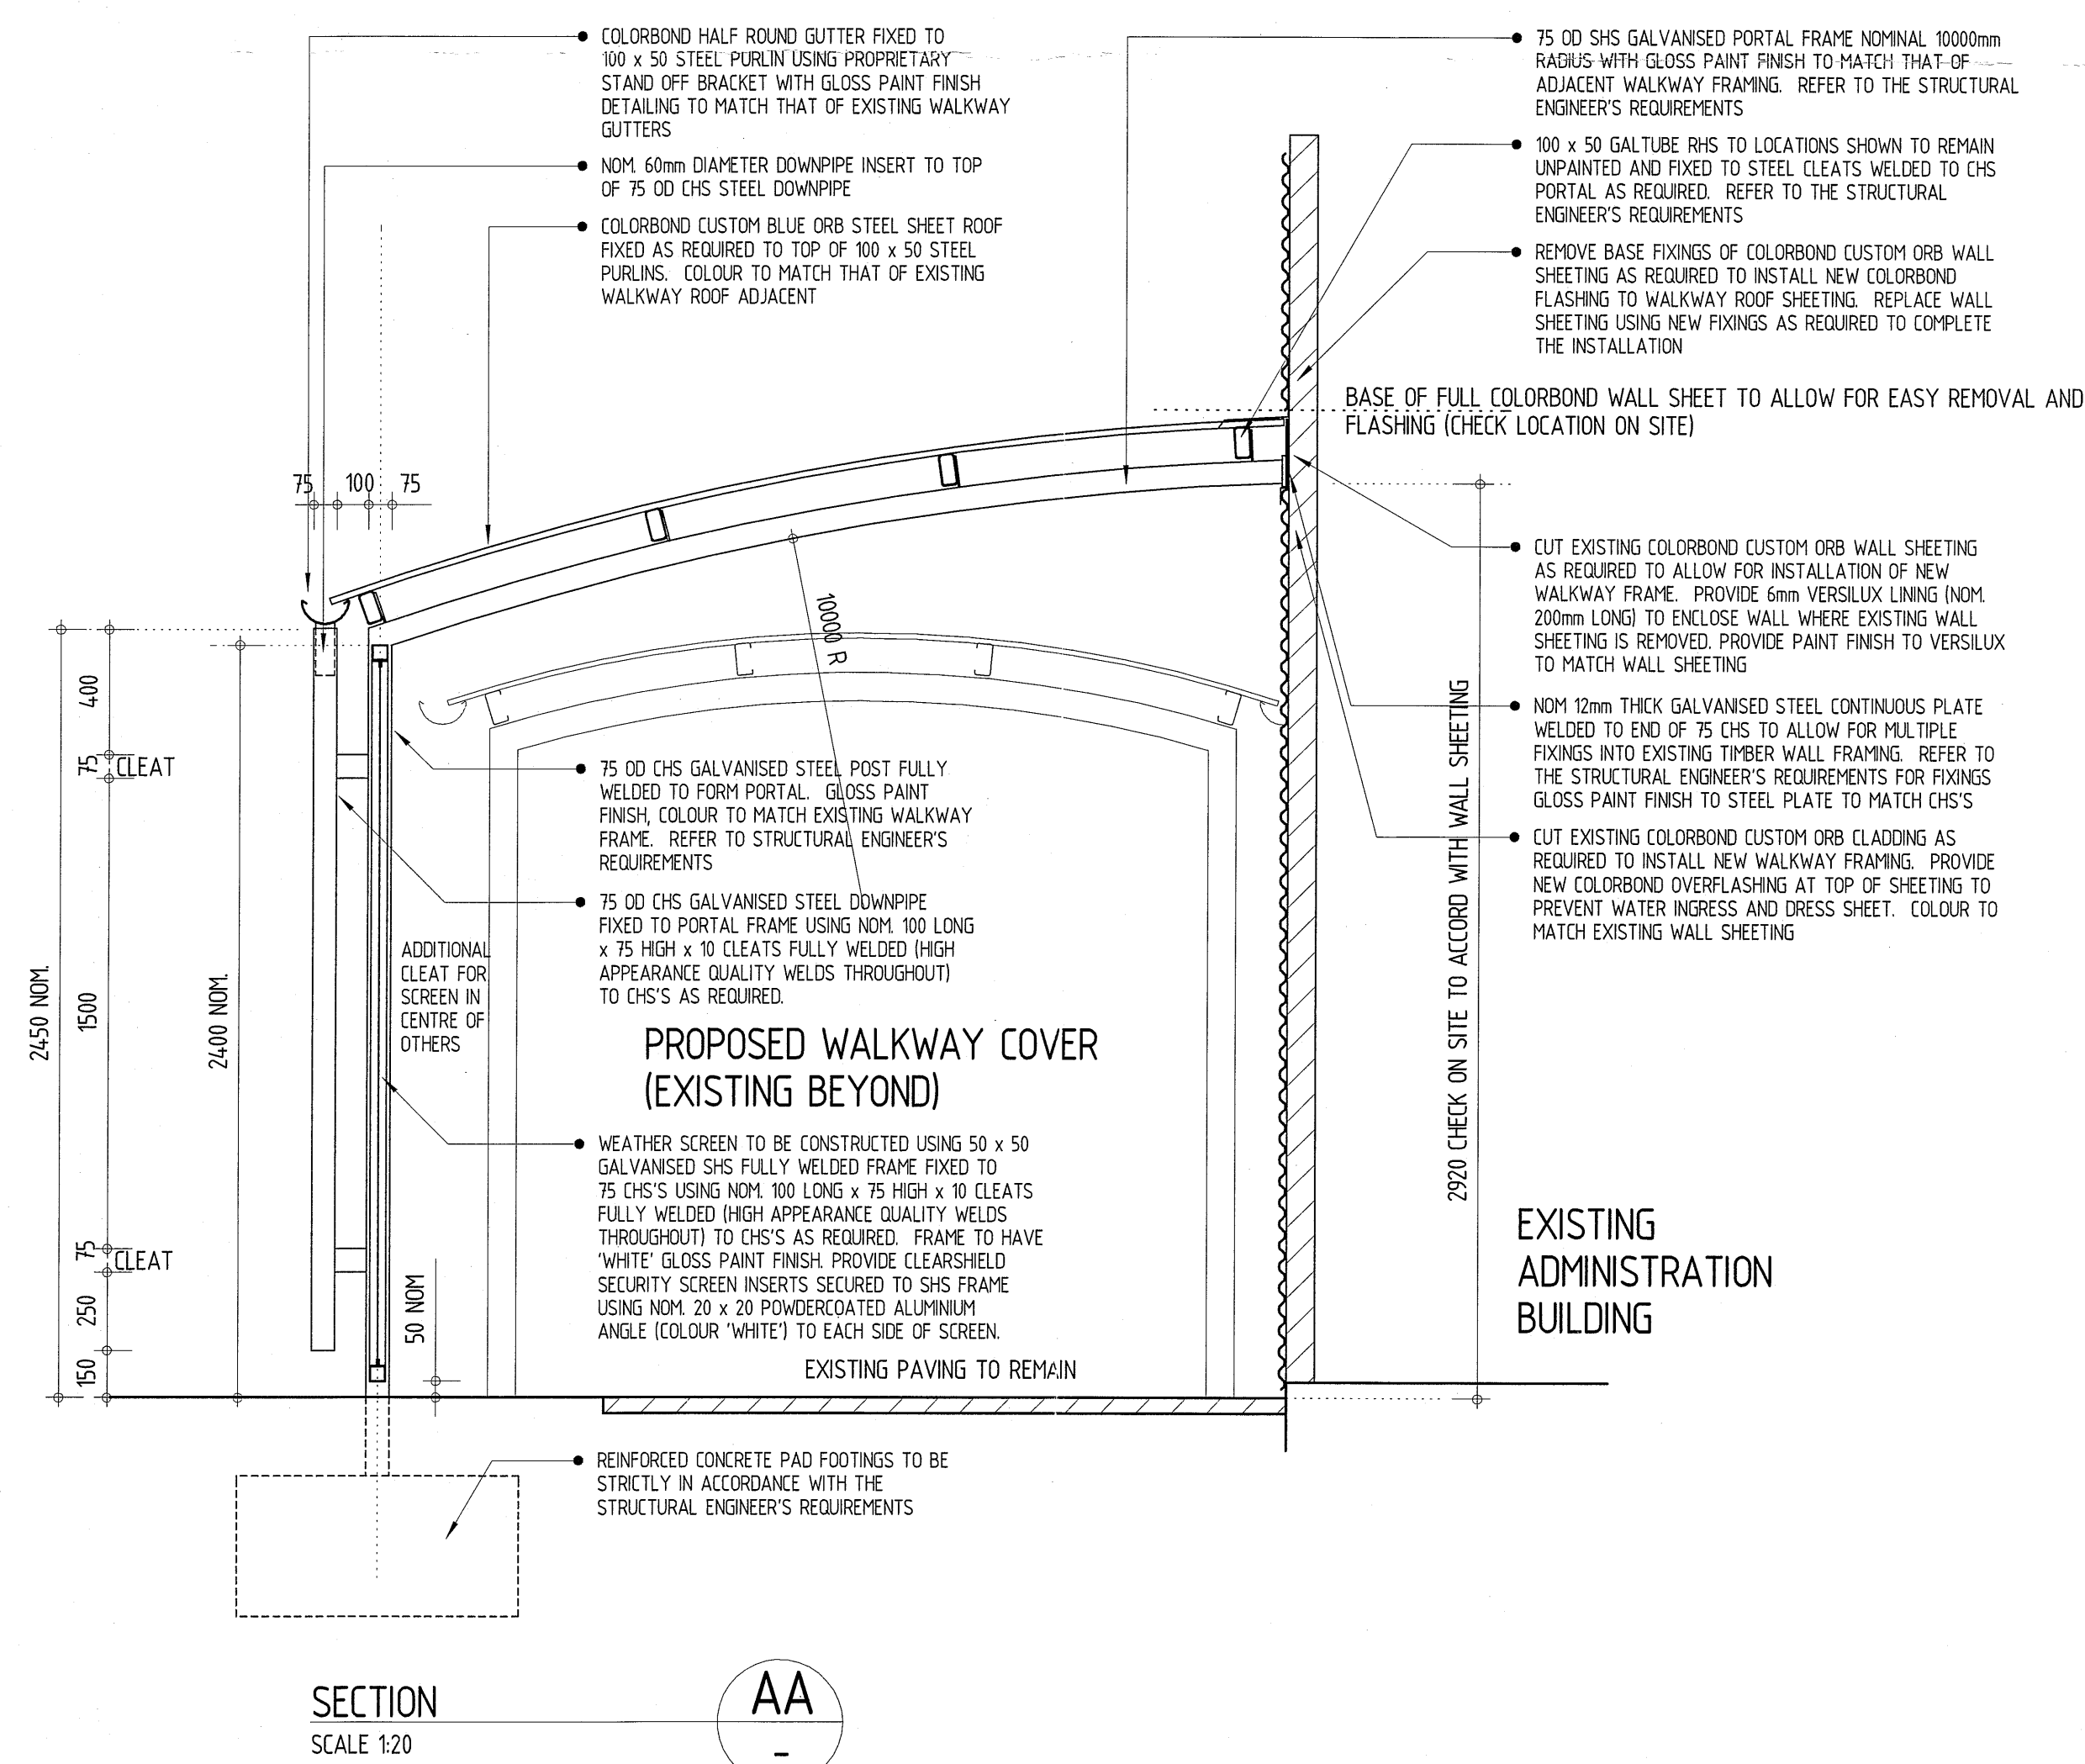 COLORBOND HALF ROUND GUTTER FIXED TO
100 x 50 STEEL PURLIN USING PROPRIETARY
STAND OFF BRACKET WITH GLOSS PAINT FINISH
DETAILING TO MATCH THAT OF EXISTING WALKWAY
GUTTERS
NOM. 60mm DIAMETER DOWNPIPE INSERT TO TOP
OF 75 OD CHS STEEL DOWNPIPE
COLORBOND CUSTOM BLUE ORB STEEL SHEET ROOF
FIXED AS REQUIRED TO TOP OF 100 x 50 STEEL
PURLINS. COLOUR TO MATCH THAT OF EXISTING
WALKWAY ROOF ADJACENT
75 OD SHS GALVANISED PORTAL FRAME NOMINAL 10000mm
RADIUS WITH GLOSS PAINT FINISH TO MATCH THAT OF
ADJACENT WALKWAY FRAMING. REFER TO THE STRUCTURAL
ENGINEER'S REQUIREMENTS
100 x 50 GALTUBE RHS TO LOCATIONS SHOWN TO REMAIN
UNPAINTED AND FIXED TO STEEL CLEATS WELDED TO CHS
PORTAL AS REQUIRED. REFER TO THE STRUCTURAL
ENGINEER'S REQUIREMENTS
REMOVE BASE FIXINGS OF COLORBOND CUSTOM ORB WALL
SHEETING AS REQUIRED TO INSTALL NEW COLORBOND
FLASHING TO WALKWAY ROOF SHEETING. REPLACE WALL
SHEETING USING NEW FIXINGS AS REQUIRED TO COMPLETE
THE INSTALLATION
BASE OF FULL COLORBOND WALL SHEET TO ALLOW FOR EASY REMOVAL AND
FLASHING (CHECK LOCATION ON SITE)
CUT EXISTING COLORBOND CUSTOM ORB WALL SHEETING
AS REQUIRED TO ALLOW FOR INSTALLATION OF NEW
WALKWAY FRAME. PROVIDE 6mm VERSILUX LINING (NOM.
200mm LONG) TO ENCLOSE WALL WHERE EXISTING WALL
SHEETING IS REMOVED. PROVIDE PAINT FINISH TO VERSILUX
TO MATCH WALL SHEETING
NOM 12mm THICK GALVANISED STEEL CONTINUOUS PLATE
WELDED TO END OF 75 CHS TO ALLOW FOR MULTIPLE
FIXINGS INTO EXISTING TIMBER WALL FRAMING. REFER TO
THE STRUCTURAL ENGINEER'S REQUIREMENTS FOR FIXINGS
GLOSS PAINT FINISH TO STEEL PLATE TO MATCH CHS'S
CUT EXISTING COLORBOND CUSTOM ORB CLADDING AS
REQUIRED TO INSTALL NEW WALKWAY FRAMING. PROVIDE
NEW COLORBOND OVERFLASHING AT TOP OF SHEETING TO
PREVENT WATER INGRESS AND DRESS SHEET. COLOUR TO
MATCH EXISTING WALL SHEETING
75 100 75
10000 R
400
75 CLEAT
1500
75 CLEAT
250
150
2450 NOM.
2400 NOM.
50 NOM
2920 CHECK ON SITE TO ACCORD WITH WALL SHEETING
75 OD CHS GALVANISED STEEL POST FULLY
WELDED TO FORM PORTAL. GLOSS PAINT
FINISH, COLOUR TO MATCH EXISTING WALKWAY
FRAME. REFER TO STRUCTURAL ENGINEER'S
REQUIREMENTS
75 OD CHS GALVANISED STEEL DOWNPIPE
FIXED TO PORTAL FRAME USING NOM. 100 LONG
x 75 HIGH x 10 CLEATS FULLY WELDED (HIGH
APPEARANCE QUALITY WELDS THROUGHOUT)
TO CHS'S AS REQUIRED.
ADDITIONAL
CLEAT FOR
SCREEN IN
CENTRE OF
OTHERS
PROPOSED WALKWAY COVER
(EXISTING BEYOND)
WEATHER SCREEN TO BE CONSTRUCTED USING 50 x 50
GALVANISED SHS FULLY WELDED FRAME FIXED TO
75 CHS'S USING NOM. 100 LONG x 75 HIGH x 10 CLEATS
FULLY WELDED (HIGH APPEARANCE QUALITY WELDS
THROUGHOUT) TO CHS'S AS REQUIRED. FRAME TO HAVE
'WHITE' GLOSS PAINT FINISH. PROVIDE CLEARSHIELD
SECURITY SCREEN INSERTS SECURED TO SHS FRAME
USING NOM. 20 x 20 POWDERCOATED ALUMINIUM
ANGLE (COLOUR 'WHITE') TO EACH SIDE OF SCREEN.
EXISTING PAVING TO REMAIN
EXISTING
ADMINISTRATION
BUILDING
REINFORCED CONCRETE PAD FOOTINGS TO BE
STRICTLY IN ACCORDANCE WITH THE
STRUCTURAL ENGINEER'S REQUIREMENTS
SECTION
SCALE 1:20
AA
-